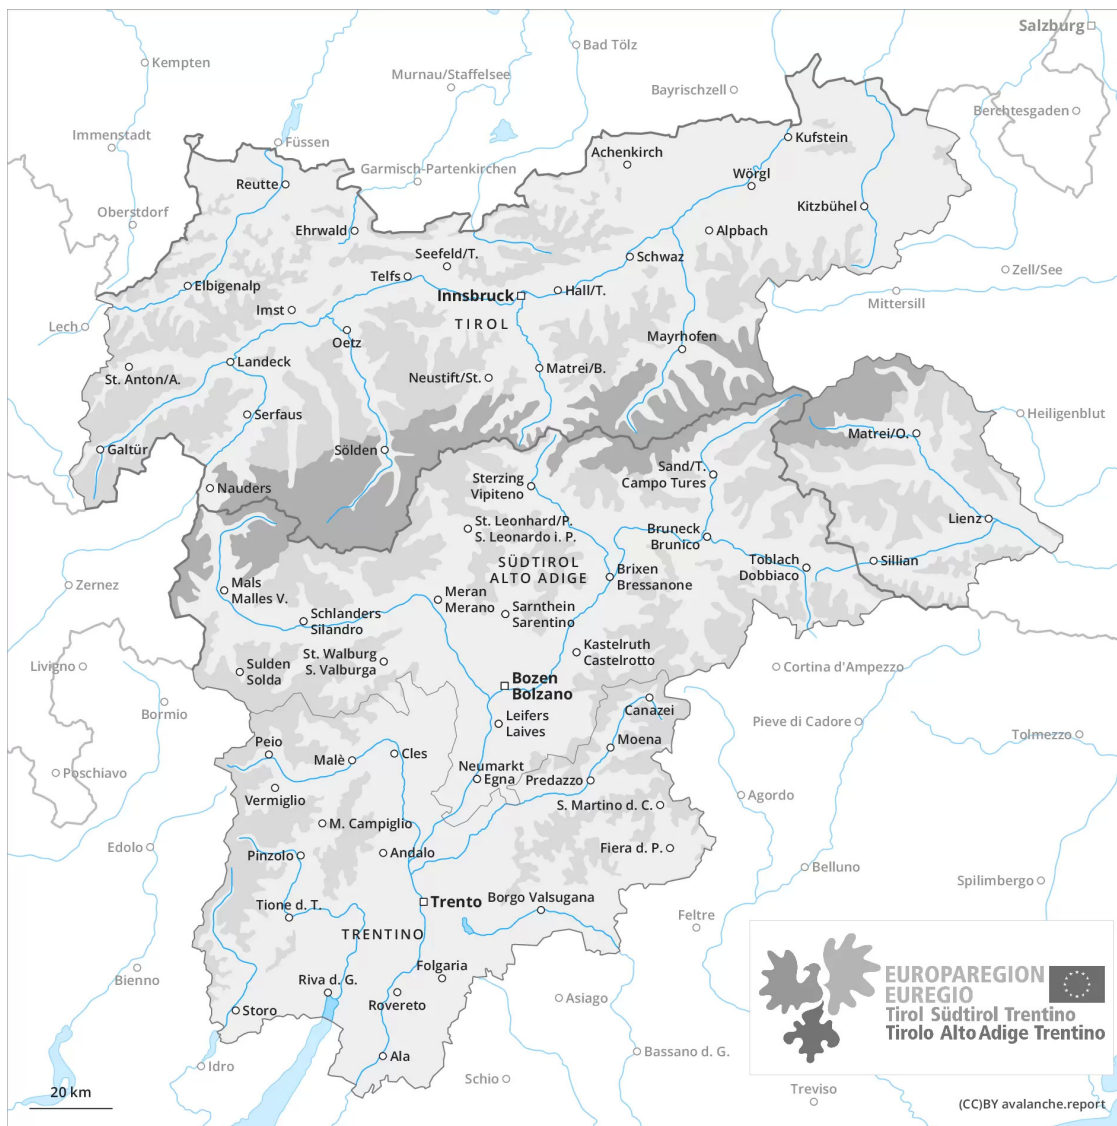 Salzburg
Bad Tölz
Kempten
Murnau/Staffelsee
Bayrischzell
Berchtesgaden
Immenstadt
Füssen
Kufstein
Achenkirch
Garmisch-Partenkirchen
Wörgl
Reutte
Kitzbühel
Oberstdorf
Ehrwald
Alpbach
Seefeld/T.
Schwaz
Telfs
Zell/See
Elbigenalp
Innsbruck
Hall/T.
Mittersill
Imst
TIROL
Lech
Oetz
Mayrhofen
Landeck
St. Anton/A.
Neustift/St.
Matrei/B.
Serfaus
Heiligenblut
Matrei/O.
Galtür
Sölden
Nauders
Sterzing
Vipiteno
Sand/T.
Campo Tures
St. Leonhard/P.
S. Leonardo i. P.
Bruneck
Brunico
Lienz
SÜDTIROL
ALTO ADIGE
Toblach
Dobbiaco
Sillian
Zernez
Mals
Malles V.
Brixen
Bressanone
Meran
Merano
Schlanders
Silandro
Sarnthein
Sarentino
Livigno
Sulden
Solda
St. Walburg
S. Valburga
Kastelruth
Castelrotto
Cortina d'Ampezzo
Bozen
Bolzano
Bormio
Canazei
Leifers
Laives
Pieve di Cadore
Tolmezzo
Peio
Malè
Cles
Moena
Poschiavo
Neumarkt
Egna
Predazzo
Vermiglio
S. Martino d. C.
Agordo
M. Campiglio
Edolo
Pinzolo
Andalo
Fiera d. P.
Belluno
Spilimbergo
Tione d. T.
Trento
Borgo Valsugana
Feltre
TRENTINO
Bienno
Riva d. G.
Folgaria
Rovereto
Asiago
Storo
EUROPAREGION
EUREGIO
Tirol Südtirol Trentino
Tirolo Alto Adige Trentino
Ala
Idro
Bassano d. G.
Schio
Treviso
20 km
(CC)BY avalanche.report